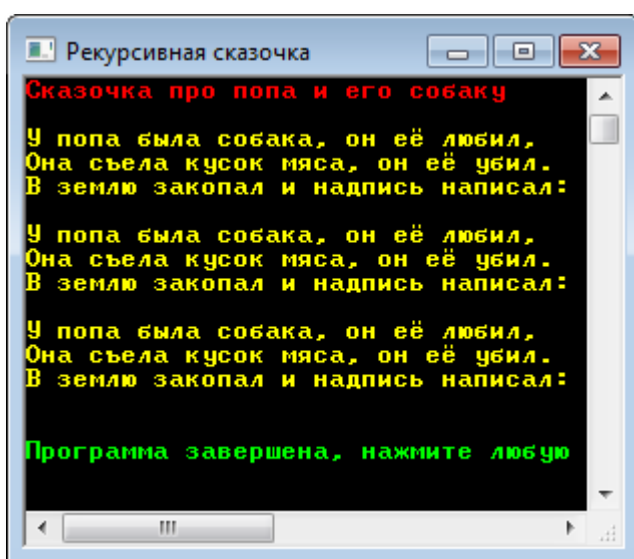 Рекурсивная сказочка
Сказочка про попа и его собаку
У попа была собака, он её любил,
Она съела кусок мяса, он её убил.
В землю закопал и надпись написал:
У попа была собака, он её любил,
Она съела кусок мяса, он её убил.
В землю закопал и надпись написал:
У попа была собака, он её любил,
Она съела кусок мяса, он её убил.
В землю закопал и надпись написал:
Программа завершена, нажмите любую